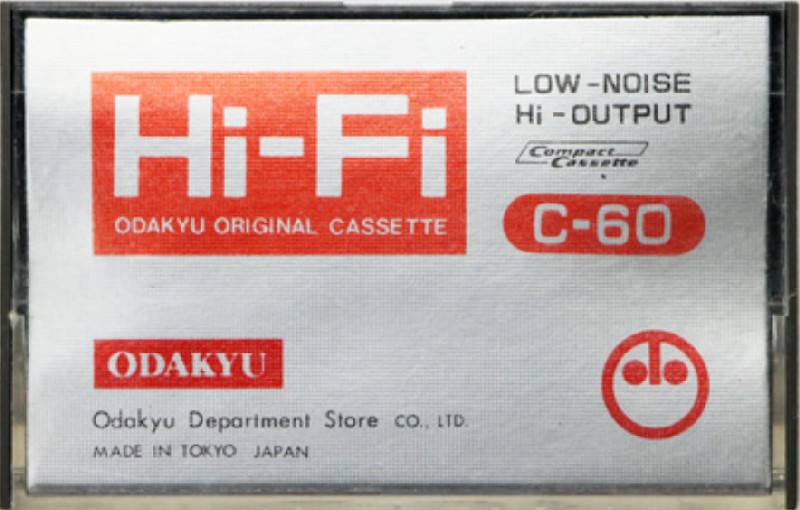 Hi-Fi
ODAKYU ORIGINAL CASSETTE
LOW-NOISE
Hi-OUTPUT
Compact
Cassette
C-60
ODAKYU
Odakyu Department Store CO., LTD.
MADE IN TOKYO JAPAN